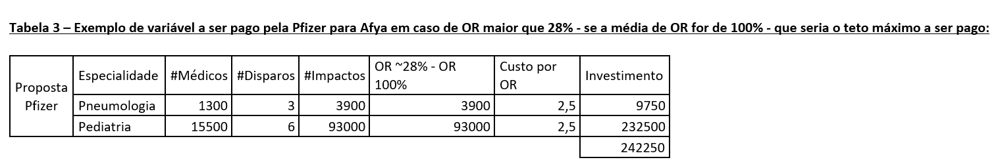 Tabela 3 – Exemplo de variável a ser pago pela Pfizer para Afya em caso de OR maior que 28% - se a média de OR for de 100% - que seria o teto máximo a ser pago:
Proposta Pfizer Especialidade #Médicos #Disparos #Impactos OR ~28% - OR 100% Custo por OR Investimento
Pneumologia 1300 3 3900 3900 2,5 9750
Pediatria 15500 6 93000 93000 2,5 232500
242250